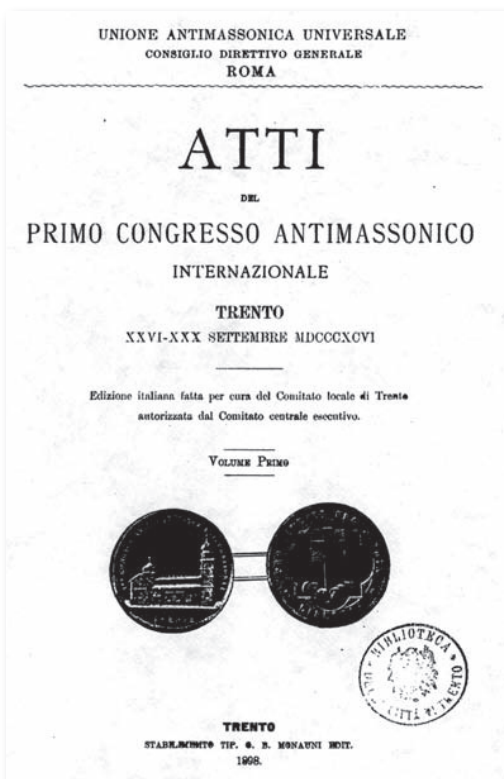 UNIONE ANTIMASSONICA UNIVERSALE
CONSIGLIO DIRETTIVO GENERALE
ROMA
ATTI
DEL
PRIMO CONGRESSO ANTIMASSONICO
INTERNAZIONALE
TRENTO
XXVI-XXX SETTEMBRE MDCCCXCVI
Edizione italiana fatta per cura del Comitato locale di Trento
autorizzata dal Comitato centrale esecutivo.
VOLUME PRIMO
BIBLIOTECA
CITTÀ DI TRENTO
TRENTO
STABILIMENTO TIP. G. B. MONAUNI EDIT.
1898.